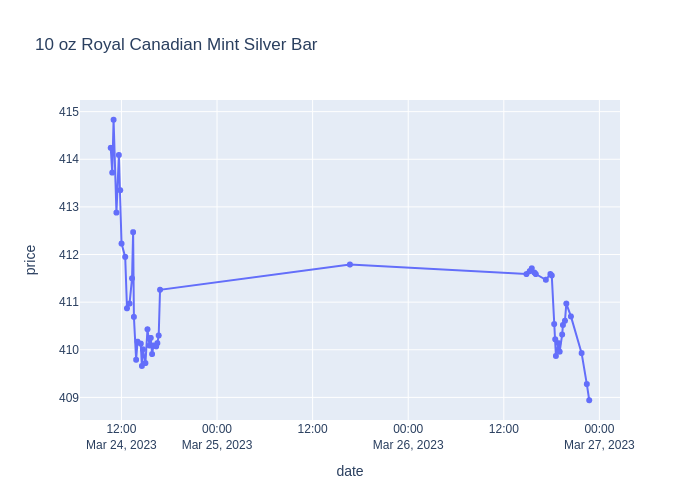 10 oz Royal Canadian Mint Silver Bar
415
414
413
412
411
410
409
price
12:00 00:00 12:00 00:00 12:00 00:00
Mar 24, 2023 Mar 25, 2023 Mar 26, 2023 Mar 27, 2023
date